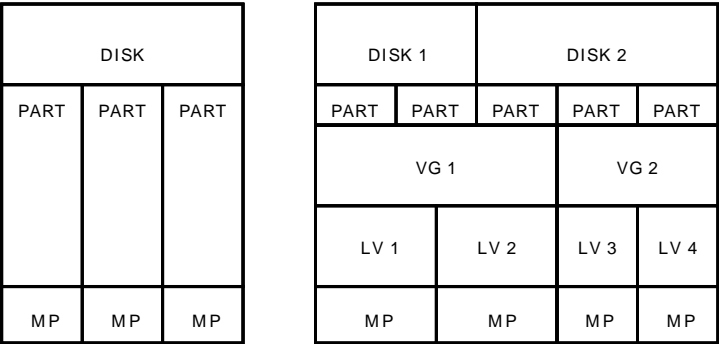 DISK
PART PART PART
MP MP MP
DISK 1 DISK 2
PART PART PART PART PART
VG 1 VG 2
LV 1 LV 2 LV 3 LV 4
MP MP MP MP